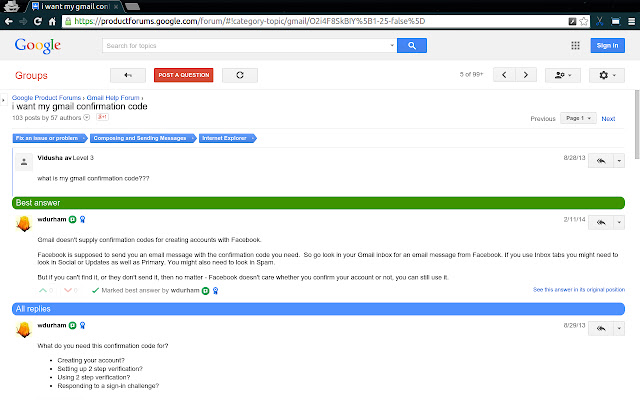 i want my gmail conf
https://productforums.google.com/forum/#!category-topic/gmail/O2i4F8SkBIY%5B1-25-false%5D
Google
Search for topics
Sign in
Groups
POST A QUESTION
5 of 99+
Google Product Forums › Gmail Help Forum ›
i want my gmail confirmation code
103 posts by 57 authors
Previous
Page 1
Next
Fix an issue or problem
Composing and Sending Messages
Internet Explorer
Vidusha av Level 3
8/28/13
what is my gmail confirmation code???
Best answer
wdurham
2/11/14
Gmail doesn't supply confirmation codes for creating accounts with Facebook.
Facebook is supposed to send you an email message with the confirmation code you need. So go look in your Gmail inbox for an email message from Facebook. If you use Inbox tabs you might need to
look in Social or Updates as well as Primary. You might also need to look in Spam.
But if you can't find it, or they don't send it, then no matter - Facebook doesn't care whether you confirm your account or not, you can still use it.
Marked best answer by wdurham
See this answer in its original position
All replies
wdurham
8/29/13
What do you need this confirmation code for?
Creating your account?
Setting up 2 step verification?
Using 2 step verification?
Responding to a sign-in challenge?